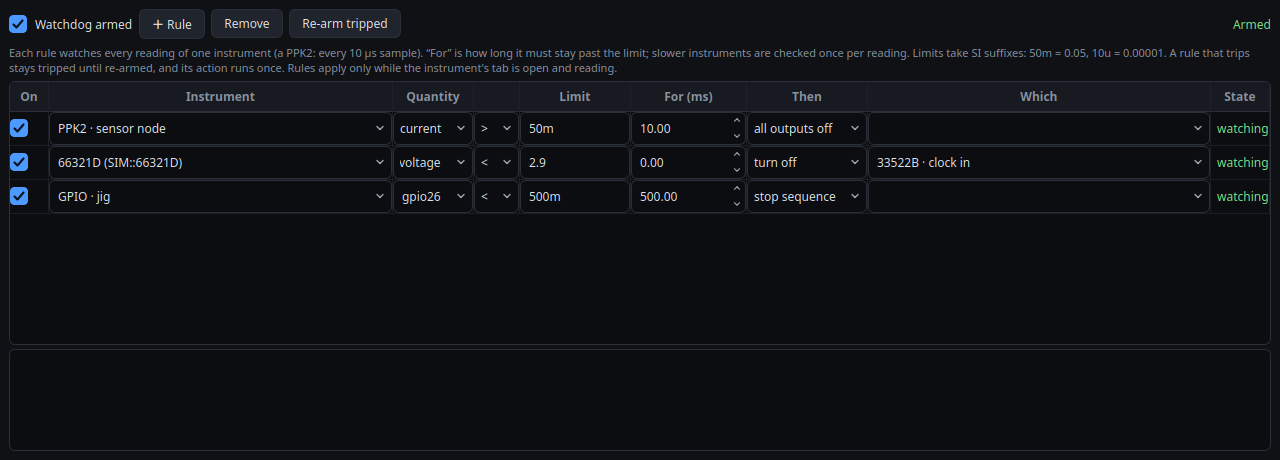 Watchdog armed + Rule Remove Re-arm tripped Armed
Each rule watches every reading of one instrument (a PPK2: every 10 µs sample). “For” is how long it must stay past the limit; slower instruments are checked once per reading. Limits take SI suffixes: 50m = 0.05, 10u = 0.00001. A rule that trips
stays tripped until re-armed, and its action runs once. Rules apply only while the instrument's tab is open and reading.
On Instrument Quantity Limit For (ms) Then Which State
PPK2 · sensor node current > 50m 10.00 all outputs off watching
66321D (SIM::66321D) voltage < 2.9 0.00 turn off 33522B · clock in watching
GPIO · jig gpio26 < 500m 500.00 stop sequence watching